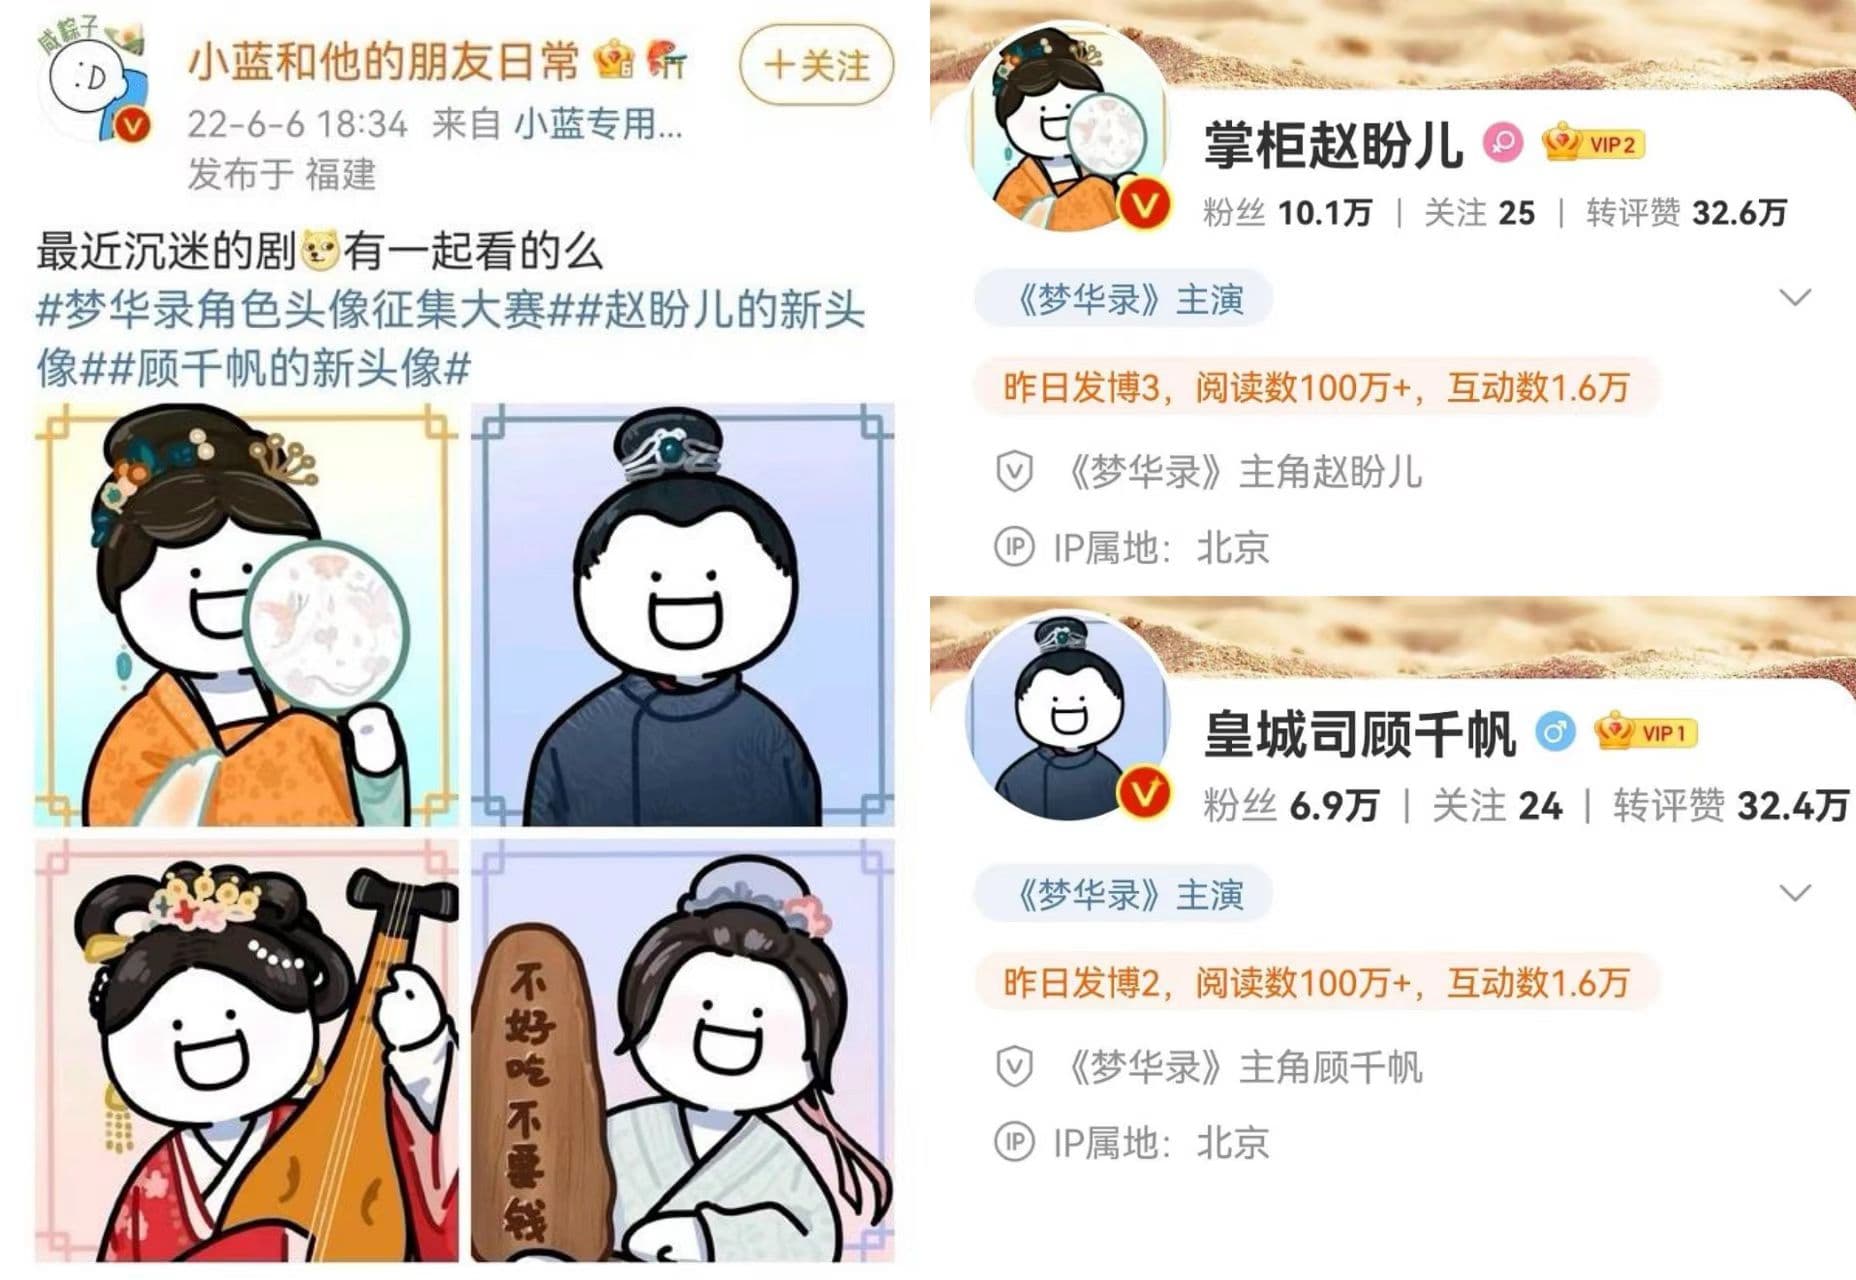 咸粽子
小蓝和他的朋友日常
+关注
22-6-6 18:34 来自 小蓝专用...
发布于 福建
最近沉迷的剧有一起看的么
#梦华录角色头像征集大赛##赵盼儿的新头
像##顾千帆的新头像#
不好吃不要钱
掌柜赵盼儿 VIP 2
粉丝 10.1万 | 关注 25 | 转评赞 32.6万
《梦华录》主演
昨日发博3，阅读数100万+，互动数1.6万
《梦华录》主角赵盼儿
IP IP属地：北京
皇城司顾千帆 VIP 1
粉丝 6.9万 | 关注 24 | 转评赞 32.4万
《梦华录》主演
昨日发博2，阅读数100万+，互动数1.6万
《梦华录》主角顾千帆
IP IP属地：北京